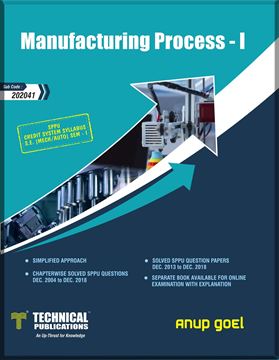 Manufacturing Process - I
Sub Code :
202041
SPPU
CREDIT SYSTEM SYLLABUS
S.E. (MECH/AUTO) SEM - I
SIMPLIFIED APPROACH
CHAPTERWISE SOLVED SPPU QUESTIONS
DEC. 2004 to DEC. 2018
SOLVED SPPU QUESTION PAPERS
DEC. 2013 to DEC. 2018
SEPARATE BOOK AVAILABLE FOR ONLINE
EXAMINATION WITH EXPLANATION
TECHNICAL
PUBLICATIONS
An Up-Thrust for Knowledge
Anup Goel